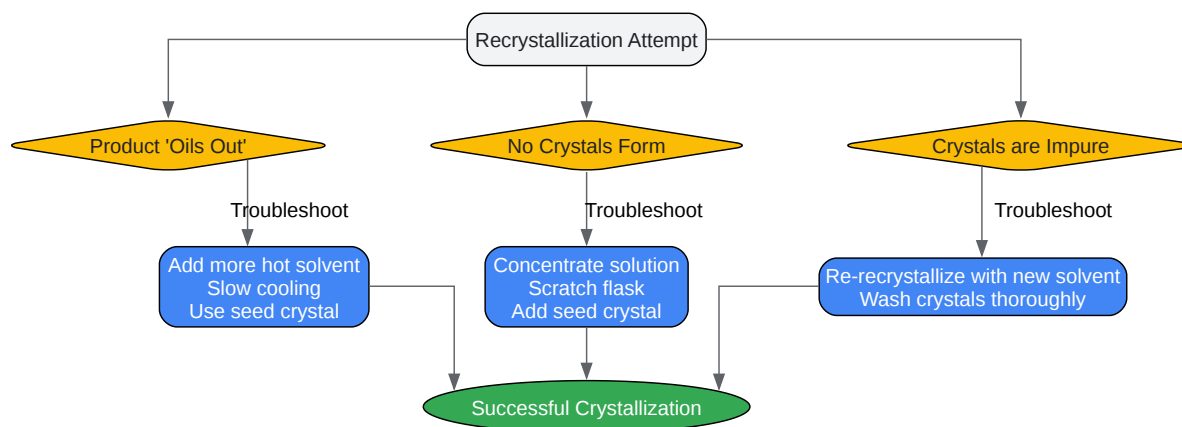 Recrystallization Attempt
Product 'Oils Out'
No Crystals Form
Crystals are Impure
Troubleshoot
Troubleshoot
Troubleshoot
Add more hot solvent
Slow cooling
Use seed crystal
Concentrate solution
Scratch flask
Add seed crystal
Re-recrystallize with new solvent
Wash crystals thoroughly
Successful Crystallization